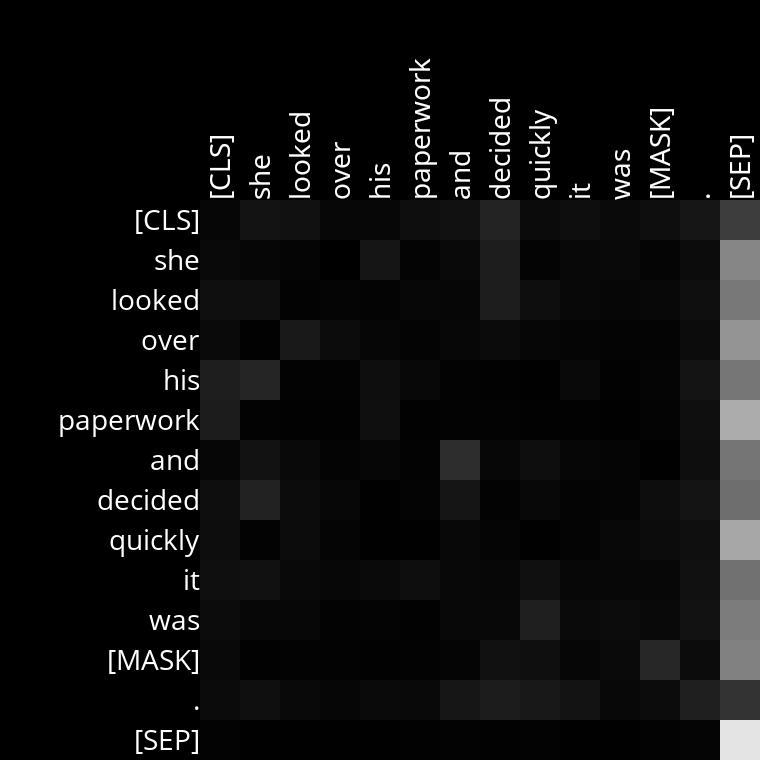 [CLS] she looked over his paperwork and decided quickly it was [MASK] . [SEP]
[CLS]
she
looked
over
his
paperwork
and
decided
quickly
it
was
[MASK]
.
[SEP]